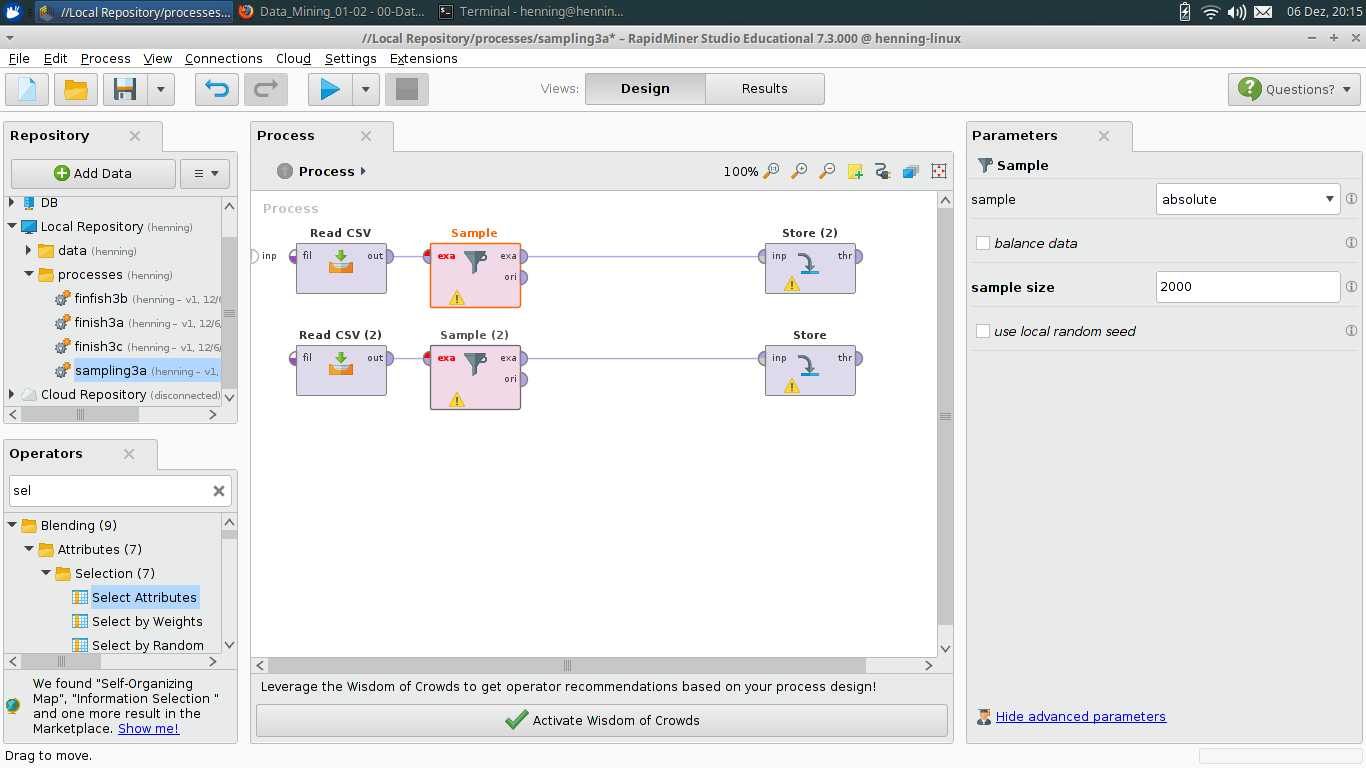 //Local Repository/processes...
Data_Mining_01-02 - 00-Dat...
Terminal - henning@hennin...
06 Dez, 20:15
//Local Repository/processes/sampling3a* – RapidMiner Studio Educational 7.3.000 @ henning-linux
File Edit Process View Connections Cloud Settings Extensions
Views: Design Results
Questions?
Repository
Add Data
DB
Local Repository (henning)
data (henning)
processes (henning)
finfish3b (henning – v1, 12/6/
finish3a (henning – v1, 12/6/
finish3c (henning – v1, 12/6/
sampling3a (henning – v1,
Cloud Repository (disconnected)
Operators
sel
Blending (9)
Attributes (7)
Selection (7)
Select Attributes
Select by Weights
Select by Random
We found "Self-Organizing
Map", "Information Selection "
and one more result in the
Marketplace. Show me!
Drag to move.
Process
Process
100%
Process
inp
Read CSV
fil out
Sample
exa exa
ori
Store (2)
inp thr
Read CSV (2)
fil out
Sample (2)
exa exa
ori
Store
inp thr
Leverage the Wisdom of Crowds to get operator recommendations based on your process design!
Activate Wisdom of Crowds
Parameters
Sample
sample absolute
balance data
sample size 2000
use local random seed
Hide advanced parameters